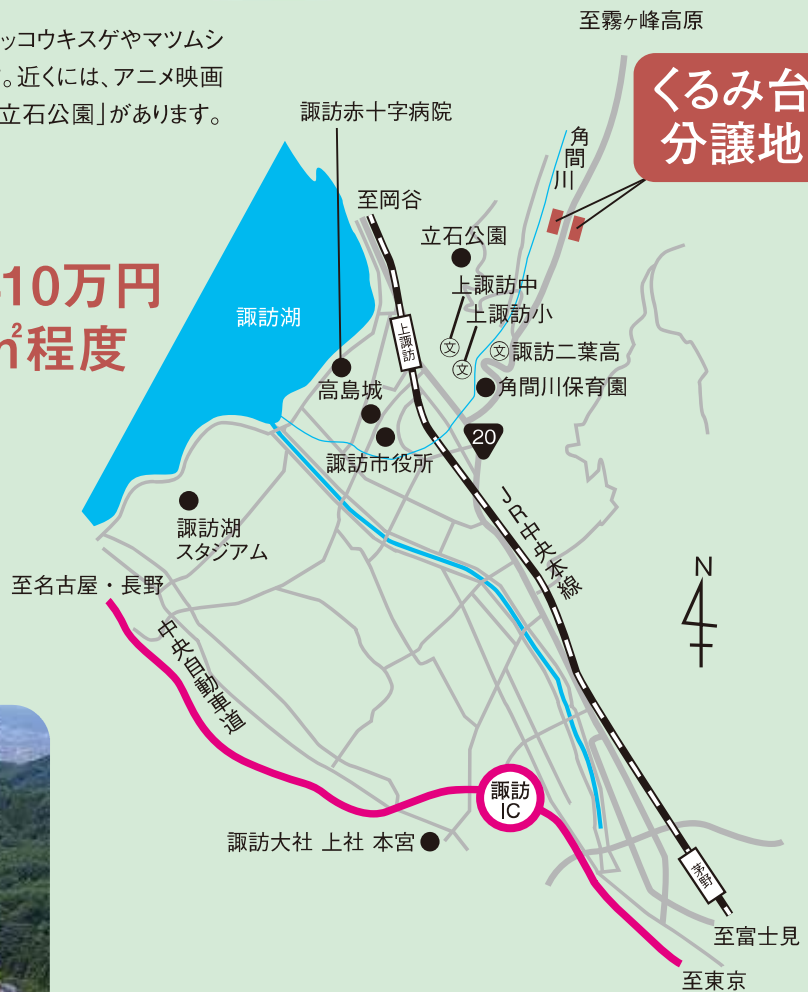 至霧ヶ峰高原
ッコウキスゲやマツムシ
。近くには、アニメ映画
立石公園」があります。
くるみ台
分譲地
諏訪赤十字病院
角間川
至岡谷
立石公園
上諏訪中
上諏訪小
10万円
㎡程度
諏訪湖
上諏訪
文
文
文諏訪二葉高
角間川保育園
高島城
20
諏訪市役所
JR中央本線
諏訪湖
スタジアム
至名古屋・長野
N
中央自動車道
諏訪
IC
諏訪大社 上社 本宮
茅野
至富士見
至東京